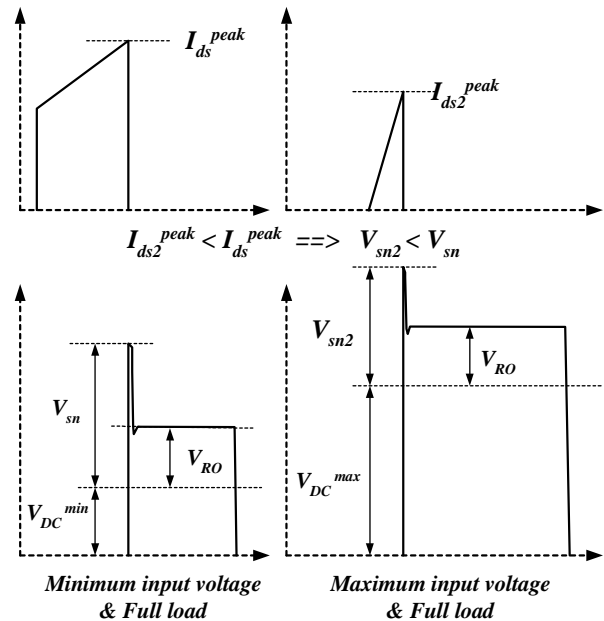 I_ds^peak
I_ds2^peak
I_ds2^peak < I_ds^peak ==> V_sn2 < V_sn
V_sn
V_RO
V_DC^min
V_sn2
V_RO
V_DC^max
Minimum input voltage
& Full load
Maximum input voltage
& Full load